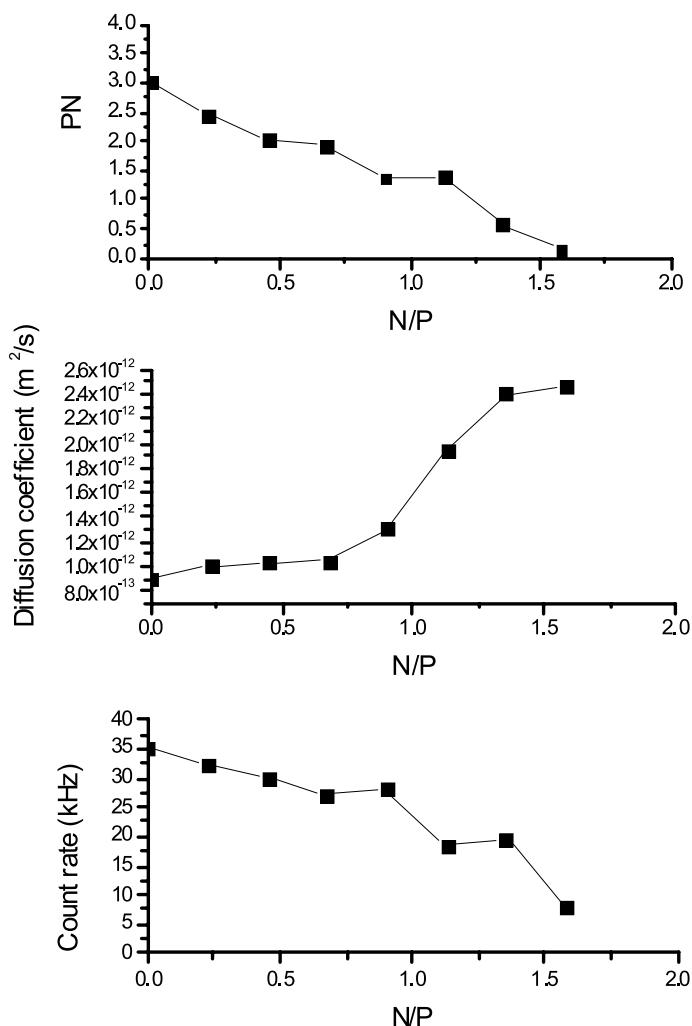 4.0
3.5
3.0
2.5
2.0
1.5
1.0
0.5
0.0
PN
0.0 0.5 1.0 1.5 2.0
N/P
2.6x10⁻¹²
2.4x10⁻¹²
2.0x10⁻¹²
1.8x10⁻¹²
1.6x10⁻¹²
1.4x10⁻¹²
1.2x10⁻¹²
1.0x10⁻¹²
8.0x10⁻¹³
Diffusion coefficient (m²/s)
0.0 0.5 1.0 1.5 2.0
N/P
40
35
30
25
20
15
10
5
0
Count rate (kHz)
0.0 0.5 1.0 1.5 2.0
N/P